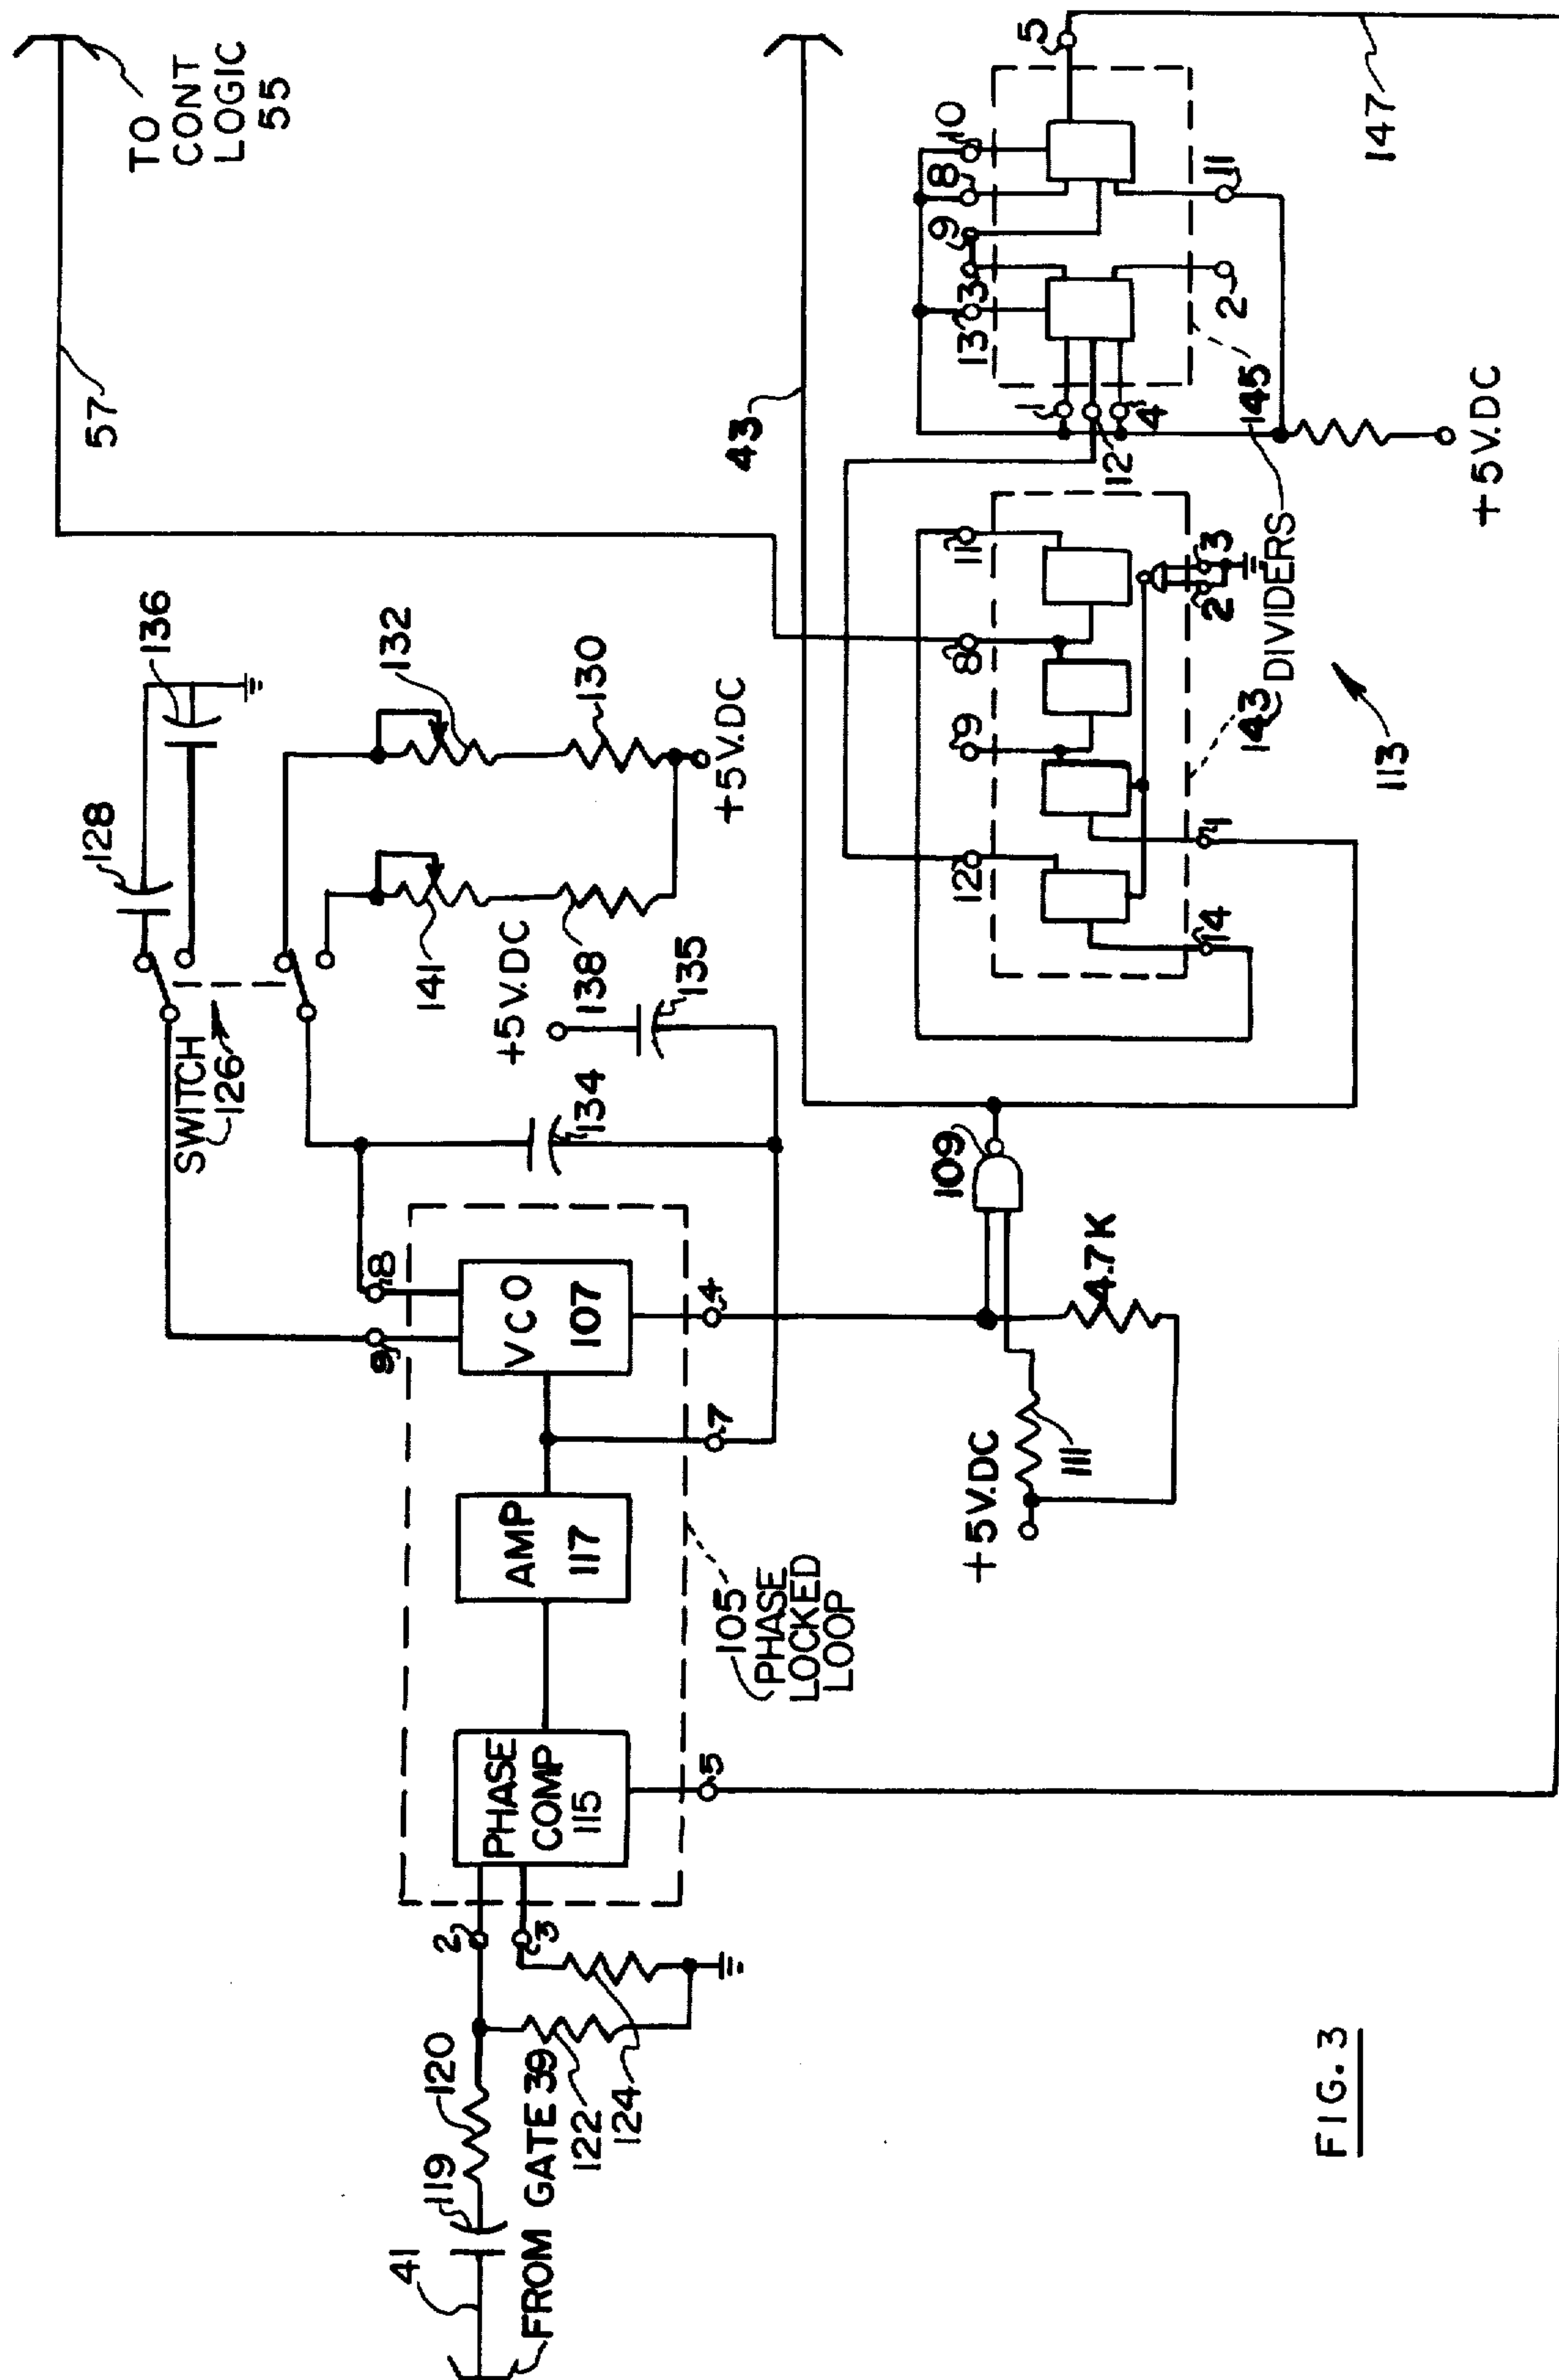 TO
CONT
LOGIC
55
57
43
SWITCH
126
128
136
132
130
+5V.DC
141
138
+5V.DC
135
134
9
8
VCO
107
AMP
117
PHASE
COMP
115
2
3
5
7
4
105
PHASE
LOCKED
LOOP
41
119
120
FROM GATE 39
122
124
109
4.7K
+5V.DC
111
12
9
8
11
14
1
2
3
143
DIVIDERS
145
113
13
3
9
8
10
5
1
12
4
2
11
147
+5V.DC
FIG.3